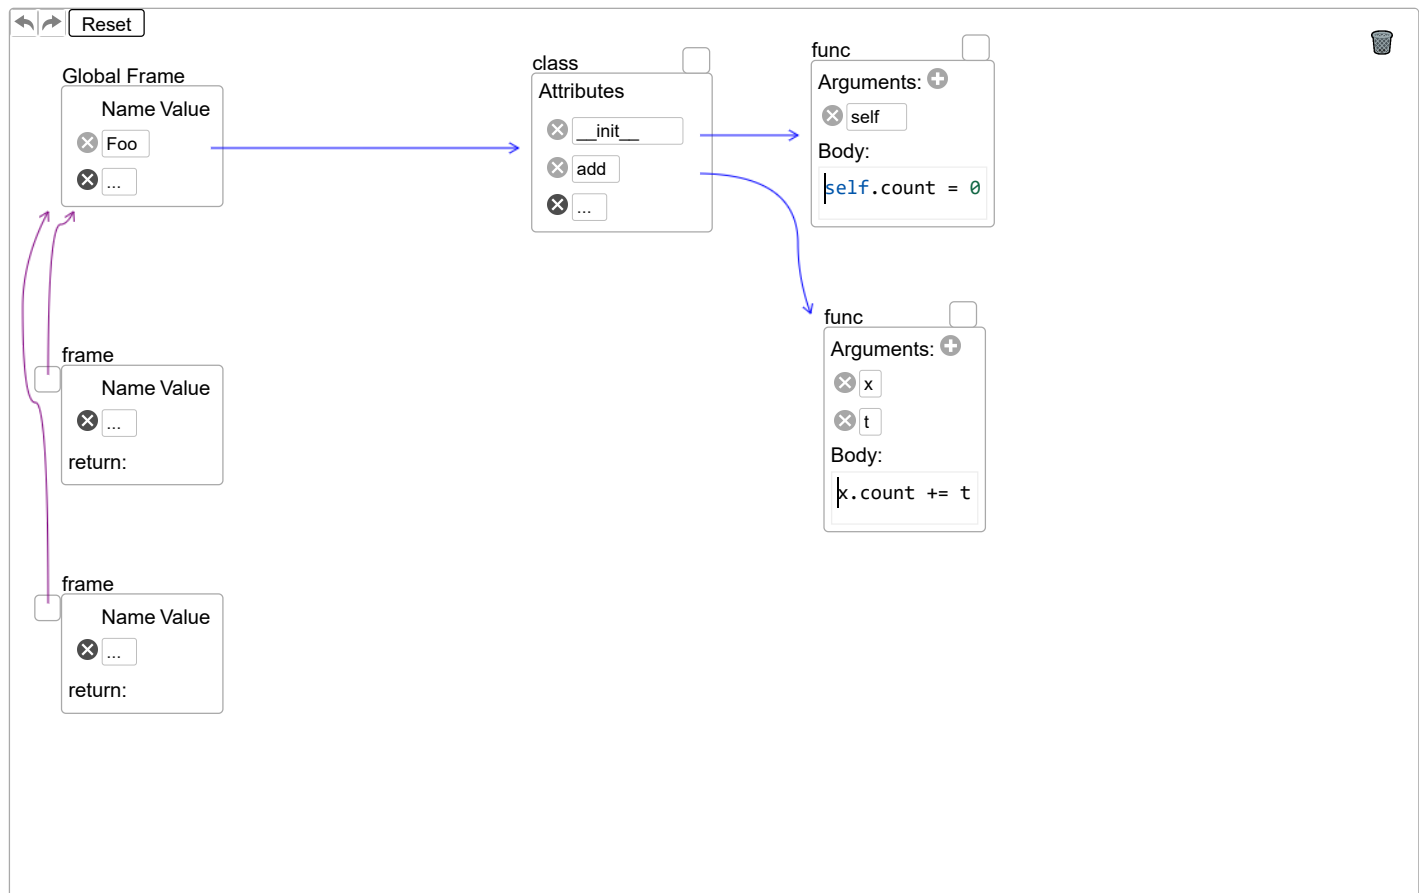 Reset
Global Frame
Name Value
Foo
...
class
Attributes
__init__
add
...
func
Arguments:
self
Body:
self.count = 0
func
Arguments:
x
t
Body:
x.count += t
frame
Name Value
...
return:
frame
Name Value
...
return: